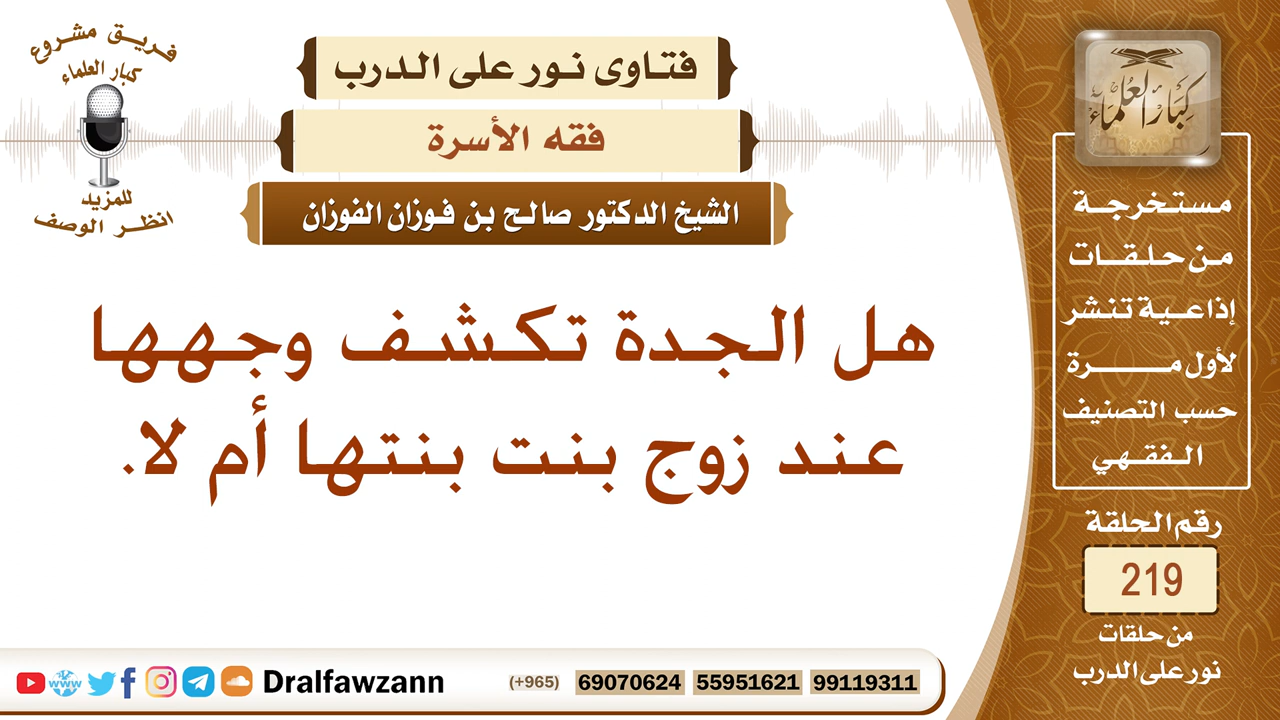 فريق مشروع
كبار العلماء
للمزيد
انظر الوصف
فتاوى نور على الدرب
فقه الأسرة
الشيخ الدكتور صالح بن فوزان الفوزان
هل الجدة تكشف وجهها
عند زوج بنت بنتها أم لا.
كبار العلماء
مستخرجة
من حلقات
إذاعية تنشر
لأول مرة
حسب التصنيف
الفقهي
رقم الحلقة
219
من حلقات
نور على الدرب
www
Dralfawzann
(+965) 69070624 55951621 99119311